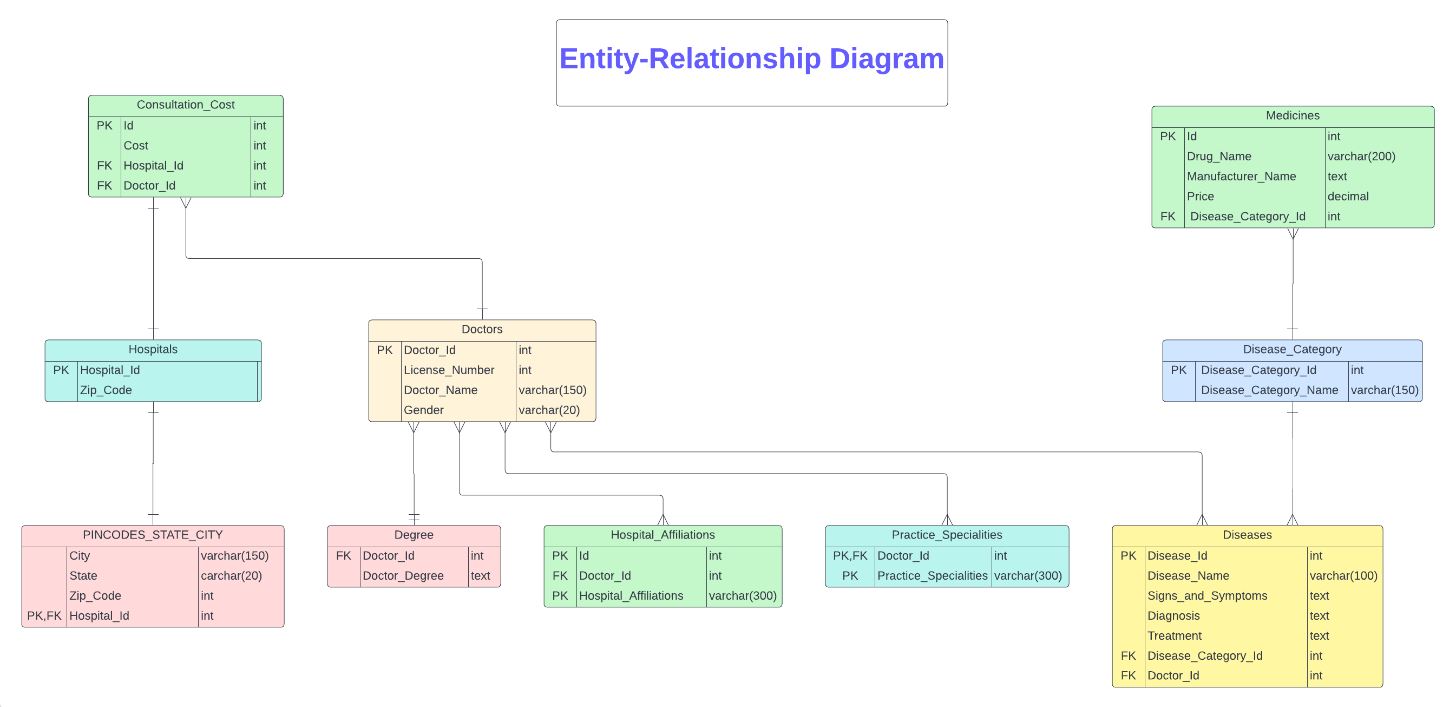 Entity-Relationship Diagram
Consultation_Cost
PK Id int
Cost int
FK Hospital_Id int
FK Doctor_Id int
Medicines
PK Id int
Drug_Name varchar(200)
Manufacturer_Name text
Price decimal
FK Disease_Category_Id int
Hospitals
PK Hospital_Id
Zip_Code
Doctors
PK Doctor_Id int
License_Number int
Doctor_Name varchar(150)
Gender varchar(20)
Disease_Category
PK Disease_Category_Id int
Disease_Category_Name varchar(150)
PINCODES_STATE_CITY
City varchar(150)
State carchar(20)
Zip_Code int
PK,FK Hospital_Id int
Degree
FK Doctor_Id int
Doctor_Degree text
Hospital_Affiliations
PK Id int
FK Doctor_Id int
PK Hospital_Affiliations varchar(300)
Practice_Specialities
PK,FK Doctor_Id int
PK Practice_Specialities varchar(300)
Diseases
PK Disease_Id int
Disease_Name varchar(100)
Signs_and_Symptoms text
Diagnosis text
Treatment text
FK Disease_Category_Id int
FK Doctor_Id int